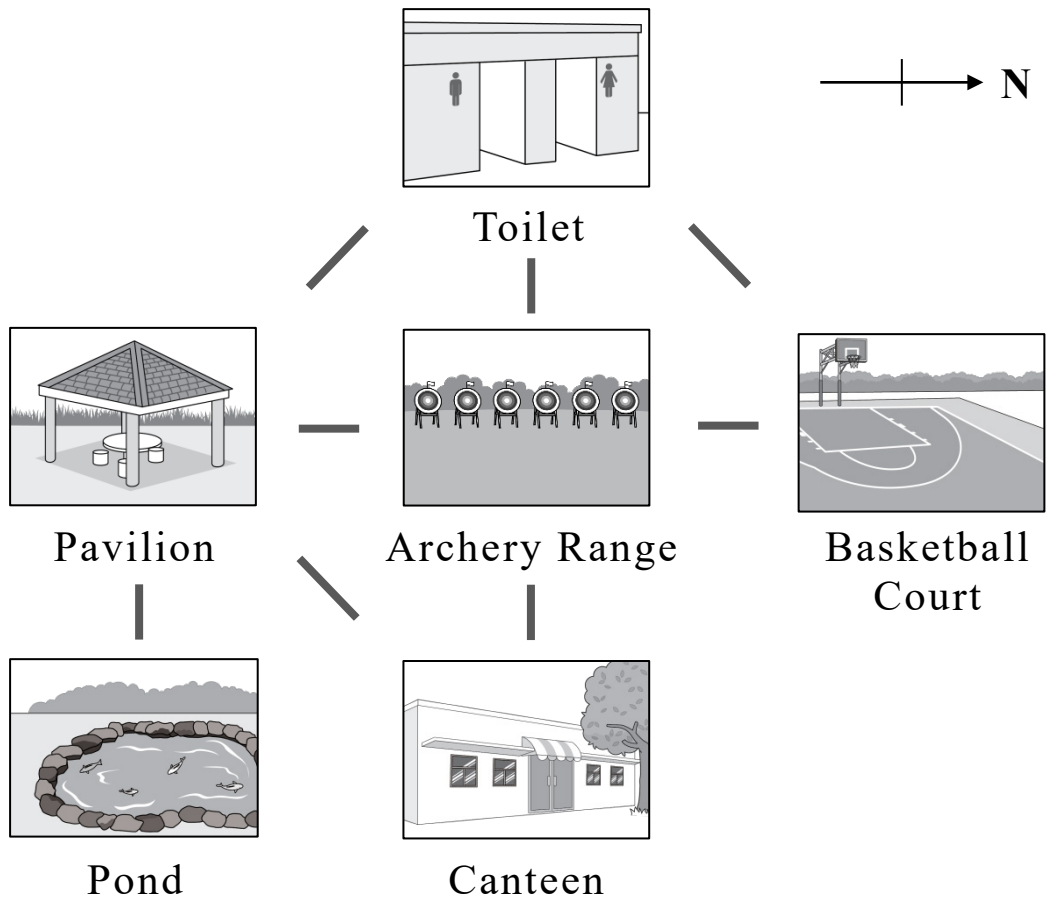 N
Toilet
Pavilion
Archery Range
Basketball
Court
Pond
Canteen